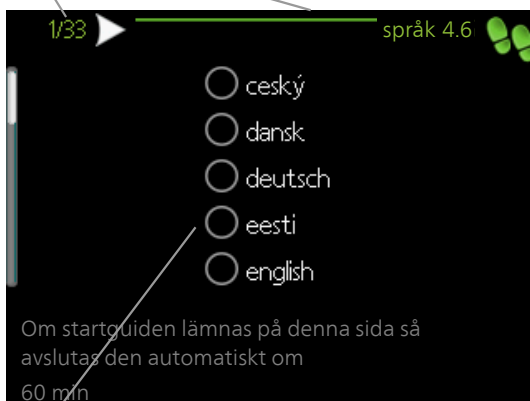 1/33
språk 4.6
ceský
dansk
deutsch
eesti
english
Om startguiden lämnas på denna sida så
avslutas den automatiskt om
60 min